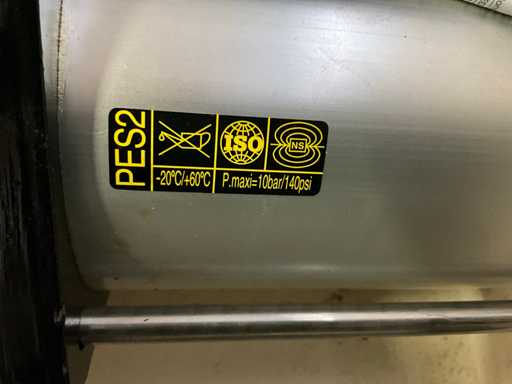 PES2
ISO
NS
-20°C/+60°C
P.maxi=10bar/140psi